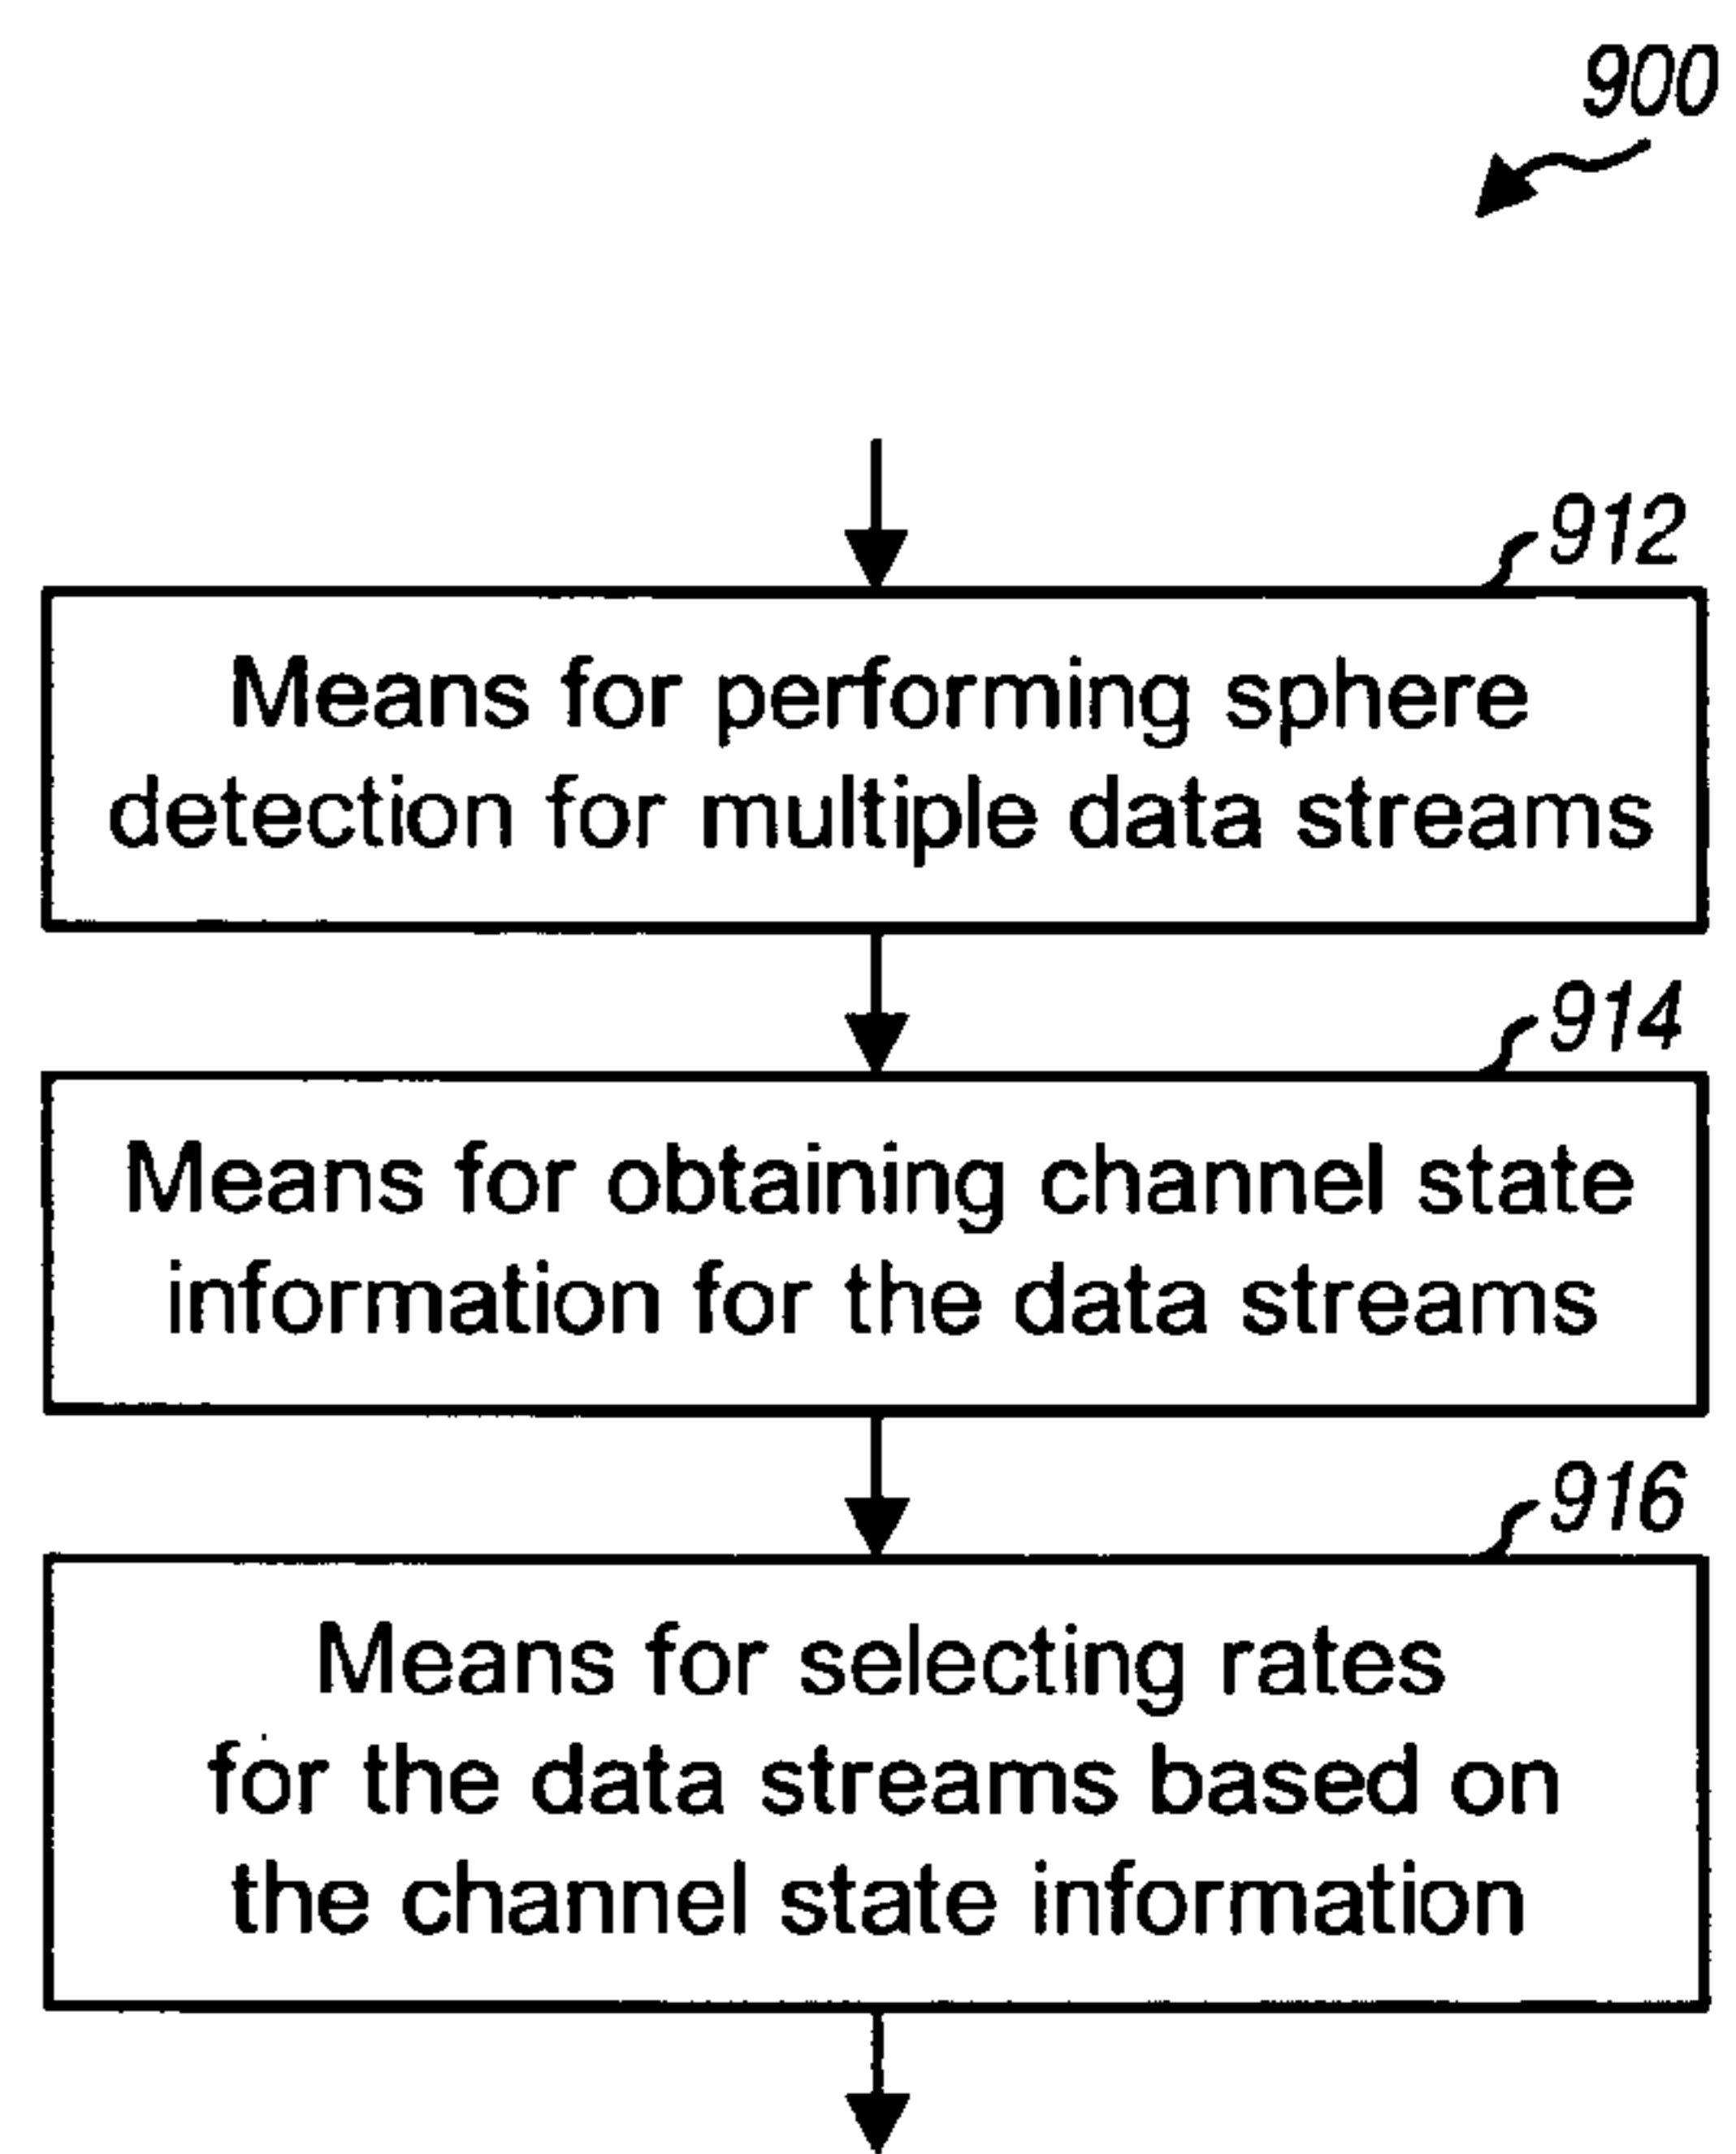 900
912
Means for performing sphere
detection for multiple data streams
914
Means for obtaining channel state
information for the data streams
916
Means for selecting rates
for the data streams based on
the channel state information